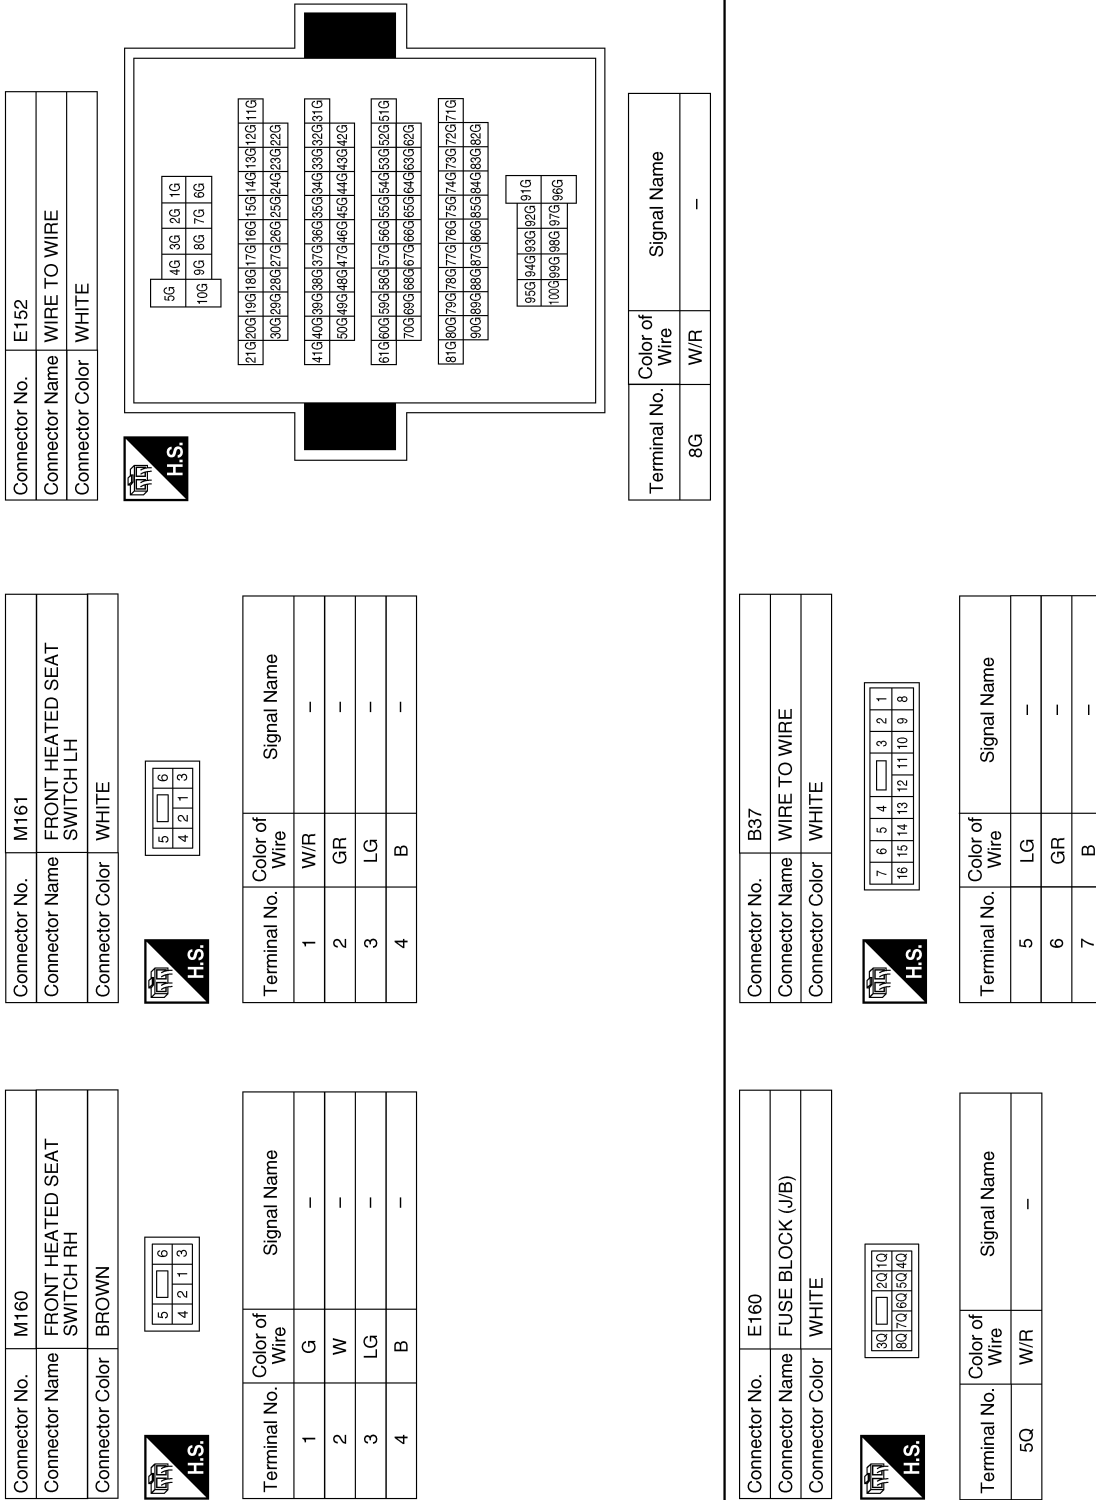 Connector No. M160
Connector Name FRONT HEATED SEAT
SWITCH RH
Connector Color BROWN
H.S.
5 6
4 2 1 3
Terminal No. Color of Wire Signal Name
1 G –
2 W –
3 LG –
4 B –
Connector No. M161
Connector Name FRONT HEATED SEAT
SWITCH LH
Connector Color WHITE
H.S.
5 6
4 2 1 3
Terminal No. Color of Wire Signal Name
1 W/R –
2 GR –
3 LG –
4 B –
Connector No. E152
Connector Name WIRE TO WIRE
Connector Color WHITE
H.S.
5G 4G 3G 2G 1G
10G 9G 8G 7G 6G
21G 20G 19G 18G 17G 16G 15G 14G 13G 12G 11G
30G 29G 28G 27G 26G 25G 24G 23G 22G
41G 40G 39G 38G 37G 36G 35G 34G 33G 32G 31G
50G 49G 48G 47G 46G 45G 44G 43G 42G
61G 60G 59G 58G 57G 56G 55G 54G 53G 52G 51G
70G 69G 68G 67G 66G 65G 64G 63G 62G
81G 80G 79G 78G 77G 76G 75G 74G 73G 72G 71G
90G 89G 88G 87G 86G 85G 84G 83G 82G
95G 94G 93G 92G 91G
100G 99G 98G 97G 96G
Terminal No. Color of Wire Signal Name
8G W/R –
Connector No. E160
Connector Name FUSE BLOCK (J/B)
Connector Color WHITE
H.S.
3Q 2Q 1Q
8Q 7Q 6Q 5Q 4Q
Terminal No. Color of Wire Signal Name
5Q W/R –
Connector No. B37
Connector Name WIRE TO WIRE
Connector Color WHITE
H.S.
7 6 5 4 3 2 1
16 15 14 13 12 11 10 9 8
Terminal No. Color of Wire Signal Name
5 LG –
6 GR –
7 B –